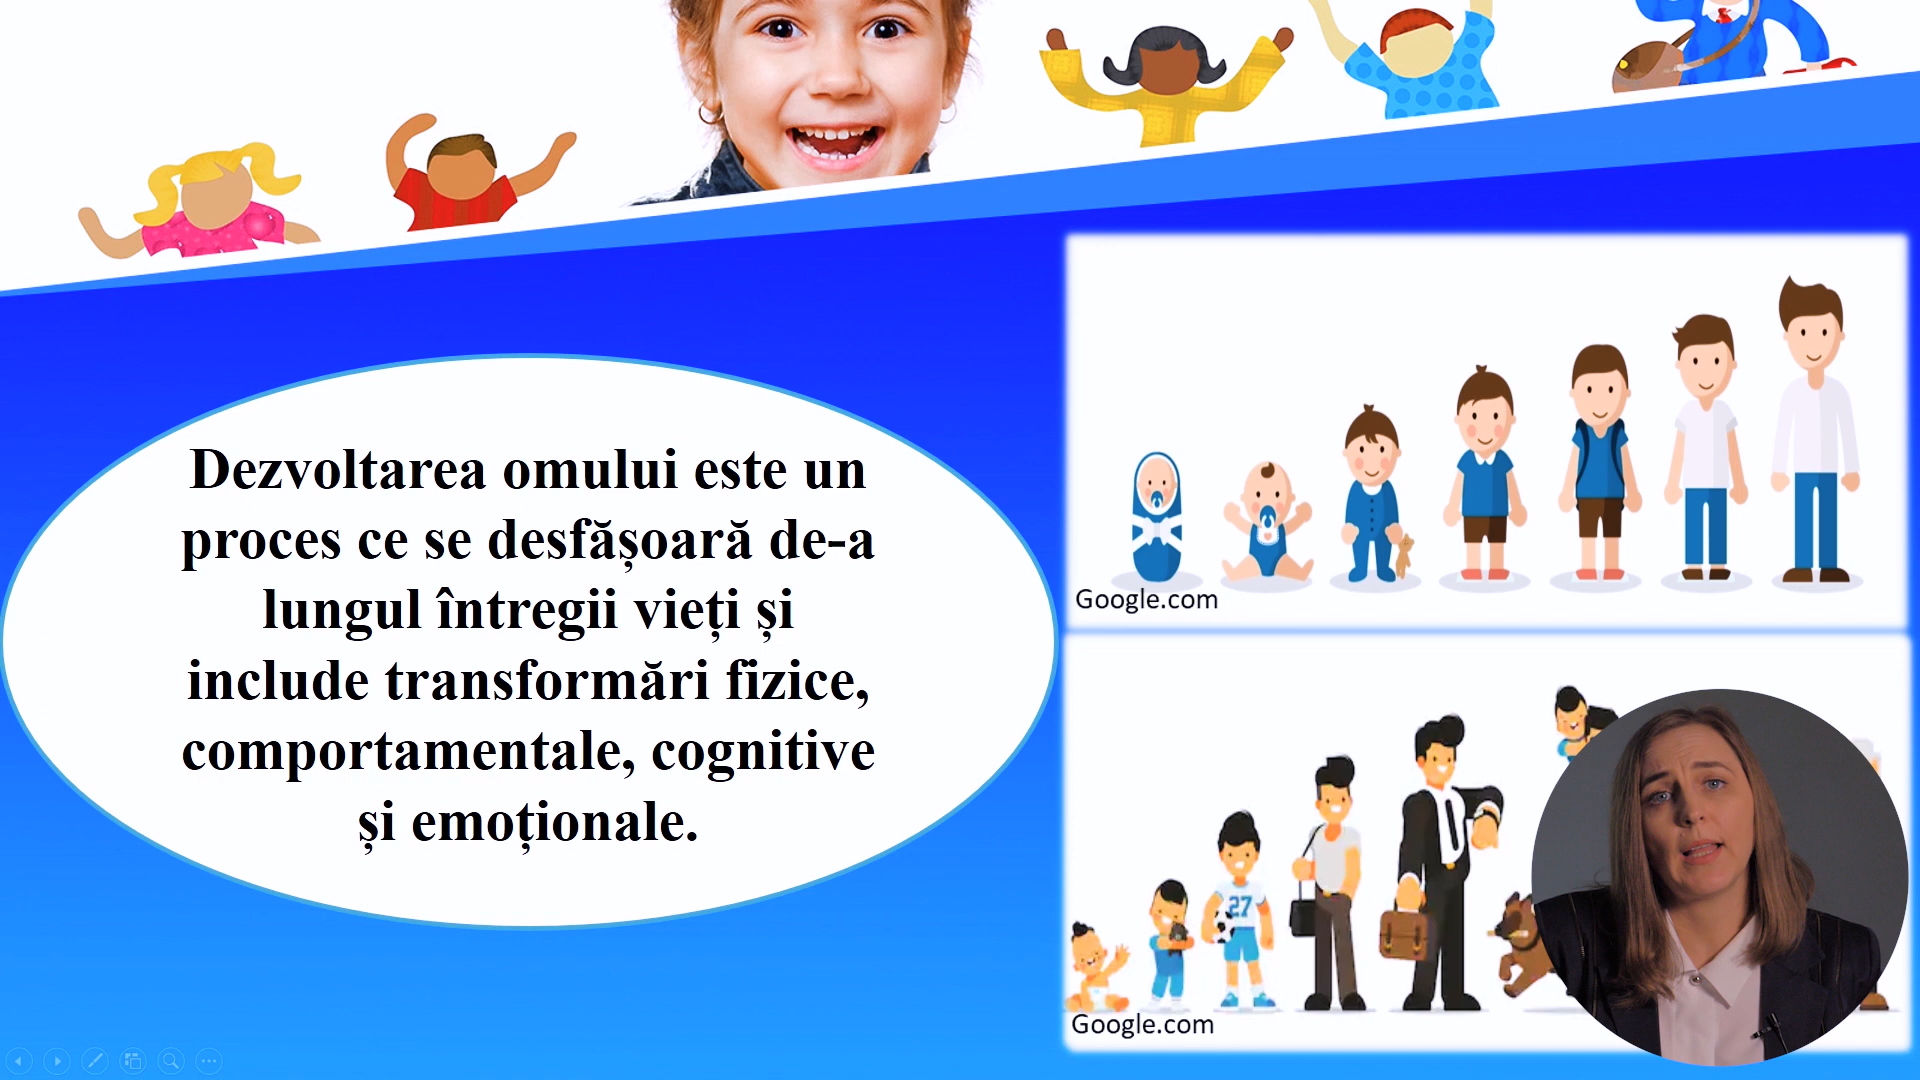 Dezvoltarea omului este un
proces ce se desfășoară de-a
lungul întregii vieți și
include transformări fizice,
comportamentale, cognitive
și emoționale.
Google.com
27
Google.com